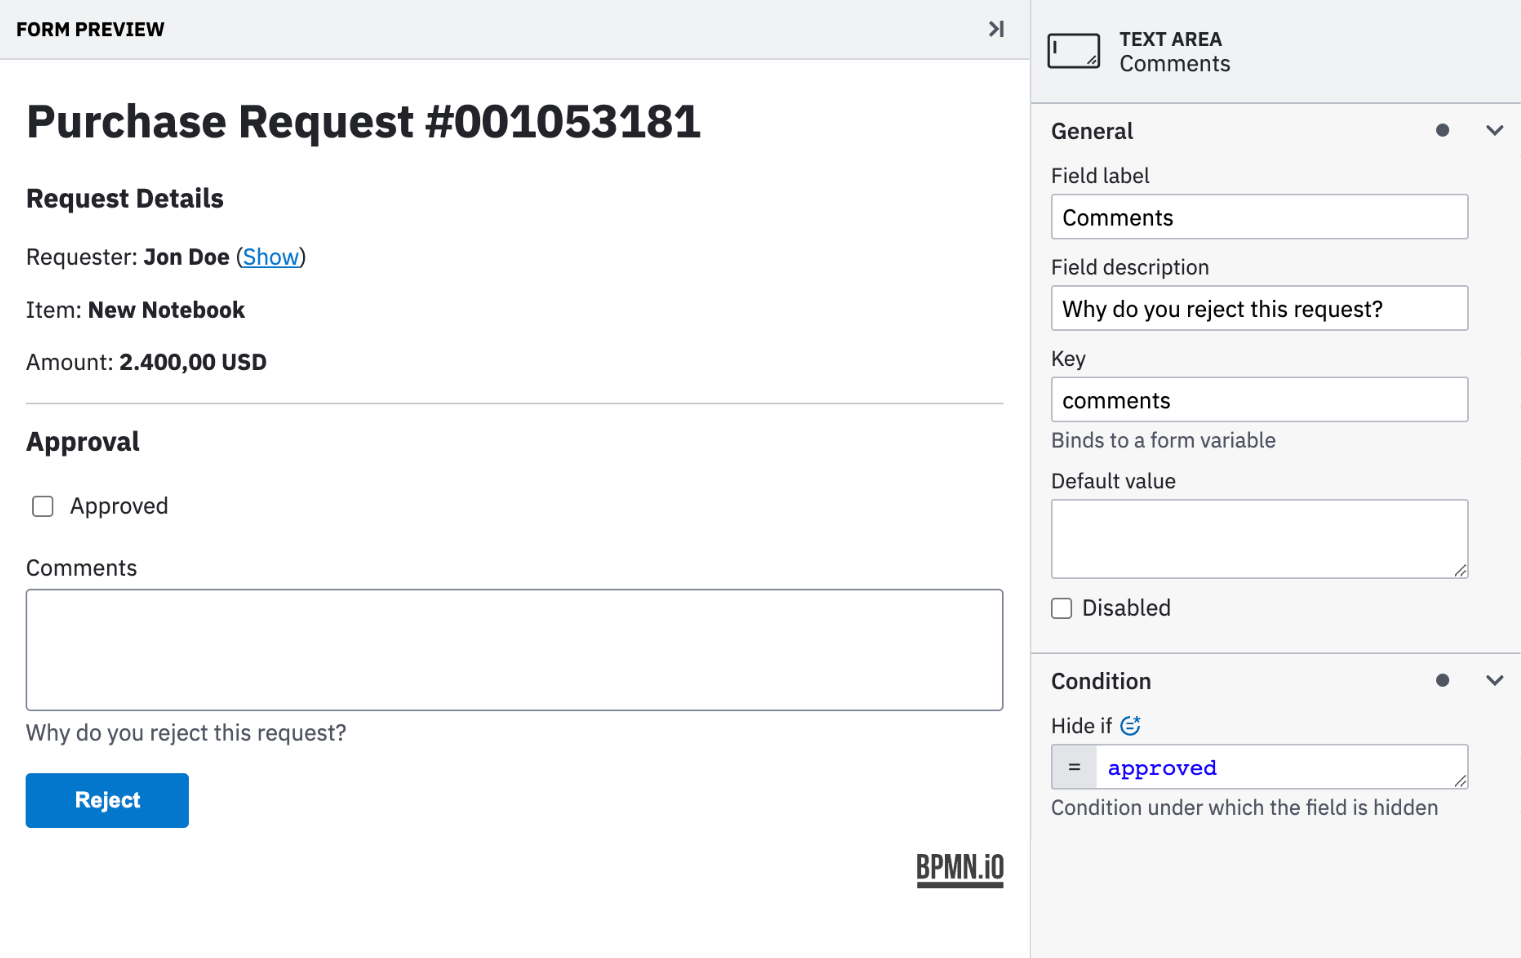 FORM PREVIEW
Purchase Request #001053181
Request Details
Requester: Jon Doe (Show)
Item: New Notebook
Amount: 2.400,00 USD
Approval
Approved
Comments
Why do you reject this request?
Reject
BPMN.iO
TEXT AREA
Comments
General
Field label
Comments
Field description
Why do you reject this request?
Key
comments
Binds to a form variable
Default value
Disabled
Condition
Hide if
= approved
Condition under which the field is hidden